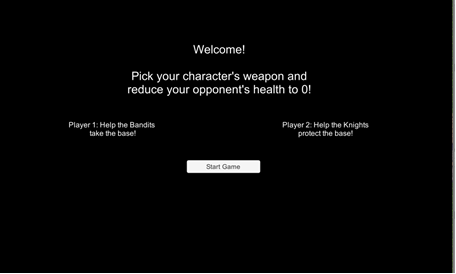 Welcome!
Pick your character's weapon and
reduce your opponent's health to 0!
Player 1: Help the Bandits
take the base!
Player 2: Help the Knights
protect the base!
Start Game